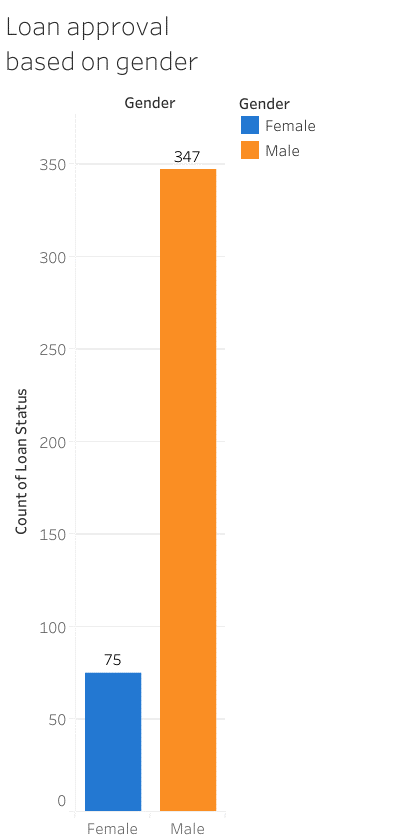 Loan approval
based on gender
Gender
Gender
Female
Male
347
350
300
250
200
150
100
75
50
0
Count of Loan Status
Female Male